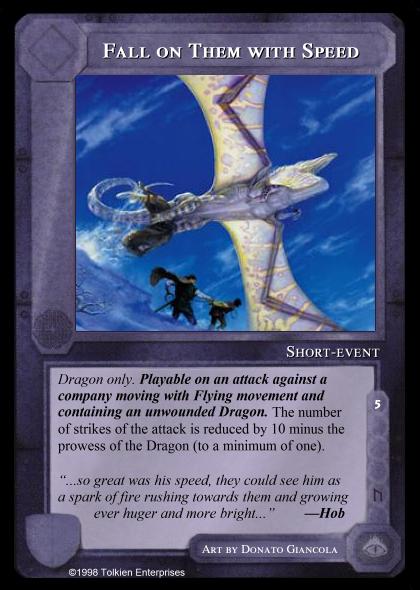 Fall on Them with Speed
Short-event
Dragon only. Playable on an attack against a
company moving with Flying movement and
containing an unwounded Dragon. The number
of strikes of the attack is reduced by 10 minus the
prowess of the Dragon (to a minimum of one).
5
“...so great was his speed, they could see him as
a spark of fire rushing towards them and growing
ever huger and more bright...” —Hob
Art by Donato Giancola
©1998 Tolkien Enterprises